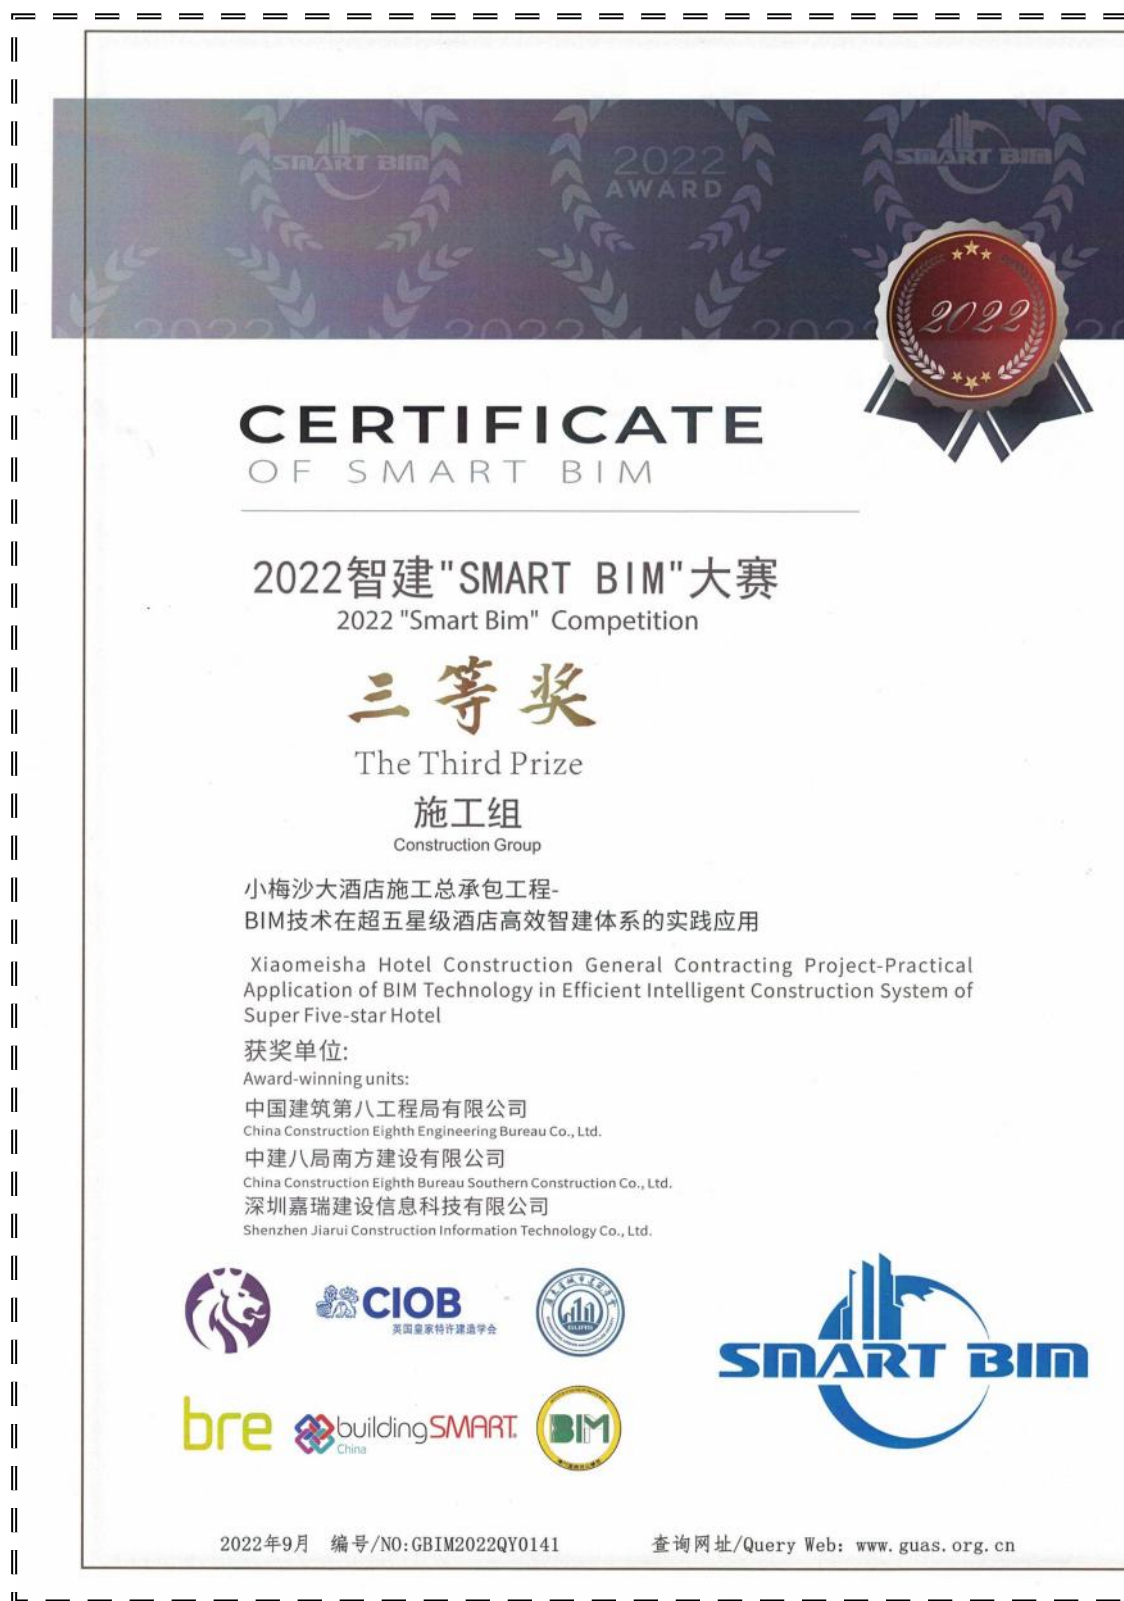 SMART BIM
2022
AWARD
SMART BIM
2022
2022
2022
2022
CERTIFICATE
OF SMART BIM
2022智建"SMART BIM"大赛
2022 "Smart Bim" Competition
三等奖
The Third Prize
施工组
Construction Group
小梅沙大酒店施工总承包工程-
BIM技术在超五星级酒店高效智建体系的实践应用
Xiaomeisha Hotel Construction General Contracting Project-Practical
Application of BIM Technology in Efficient Intelligent Construction System of
Super Five-star Hotel
获奖单位:
Award-winning units:
中国建筑第八工程局有限公司
China Construction Eighth Engineering Bureau Co., Ltd.
中建八局南方建设有限公司
China Construction Eighth Bureau Southern Construction Co., Ltd.
深圳嘉瑞建设信息科技有限公司
Shenzhen Jiarui Construction Information Technology Co., Ltd.
CIOB
英国皇家特许建造学会
SMART BIM
bre
buildingSMART.
China
BIM
2022年9月 编号/NO:GBIM2022QY0141
查询网址/Query Web: www.guas.org.cn